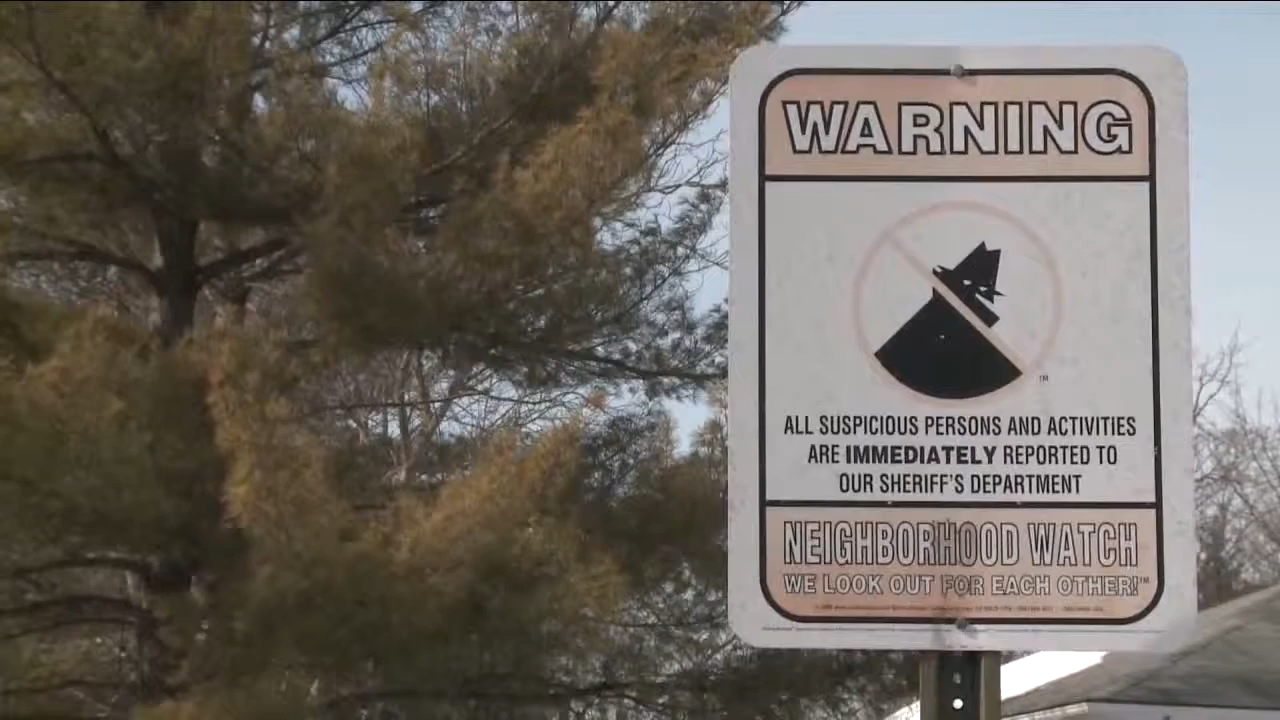 WARNING
TM
ALL SUSPICIOUS PERSONS AND ACTIVITIES
ARE IMMEDIATELY REPORTED TO
OUR SHERIFF'S DEPARTMENT
NEIGHBORHOOD WATCH
WE LOOK OUT FOR EACH OTHER!™